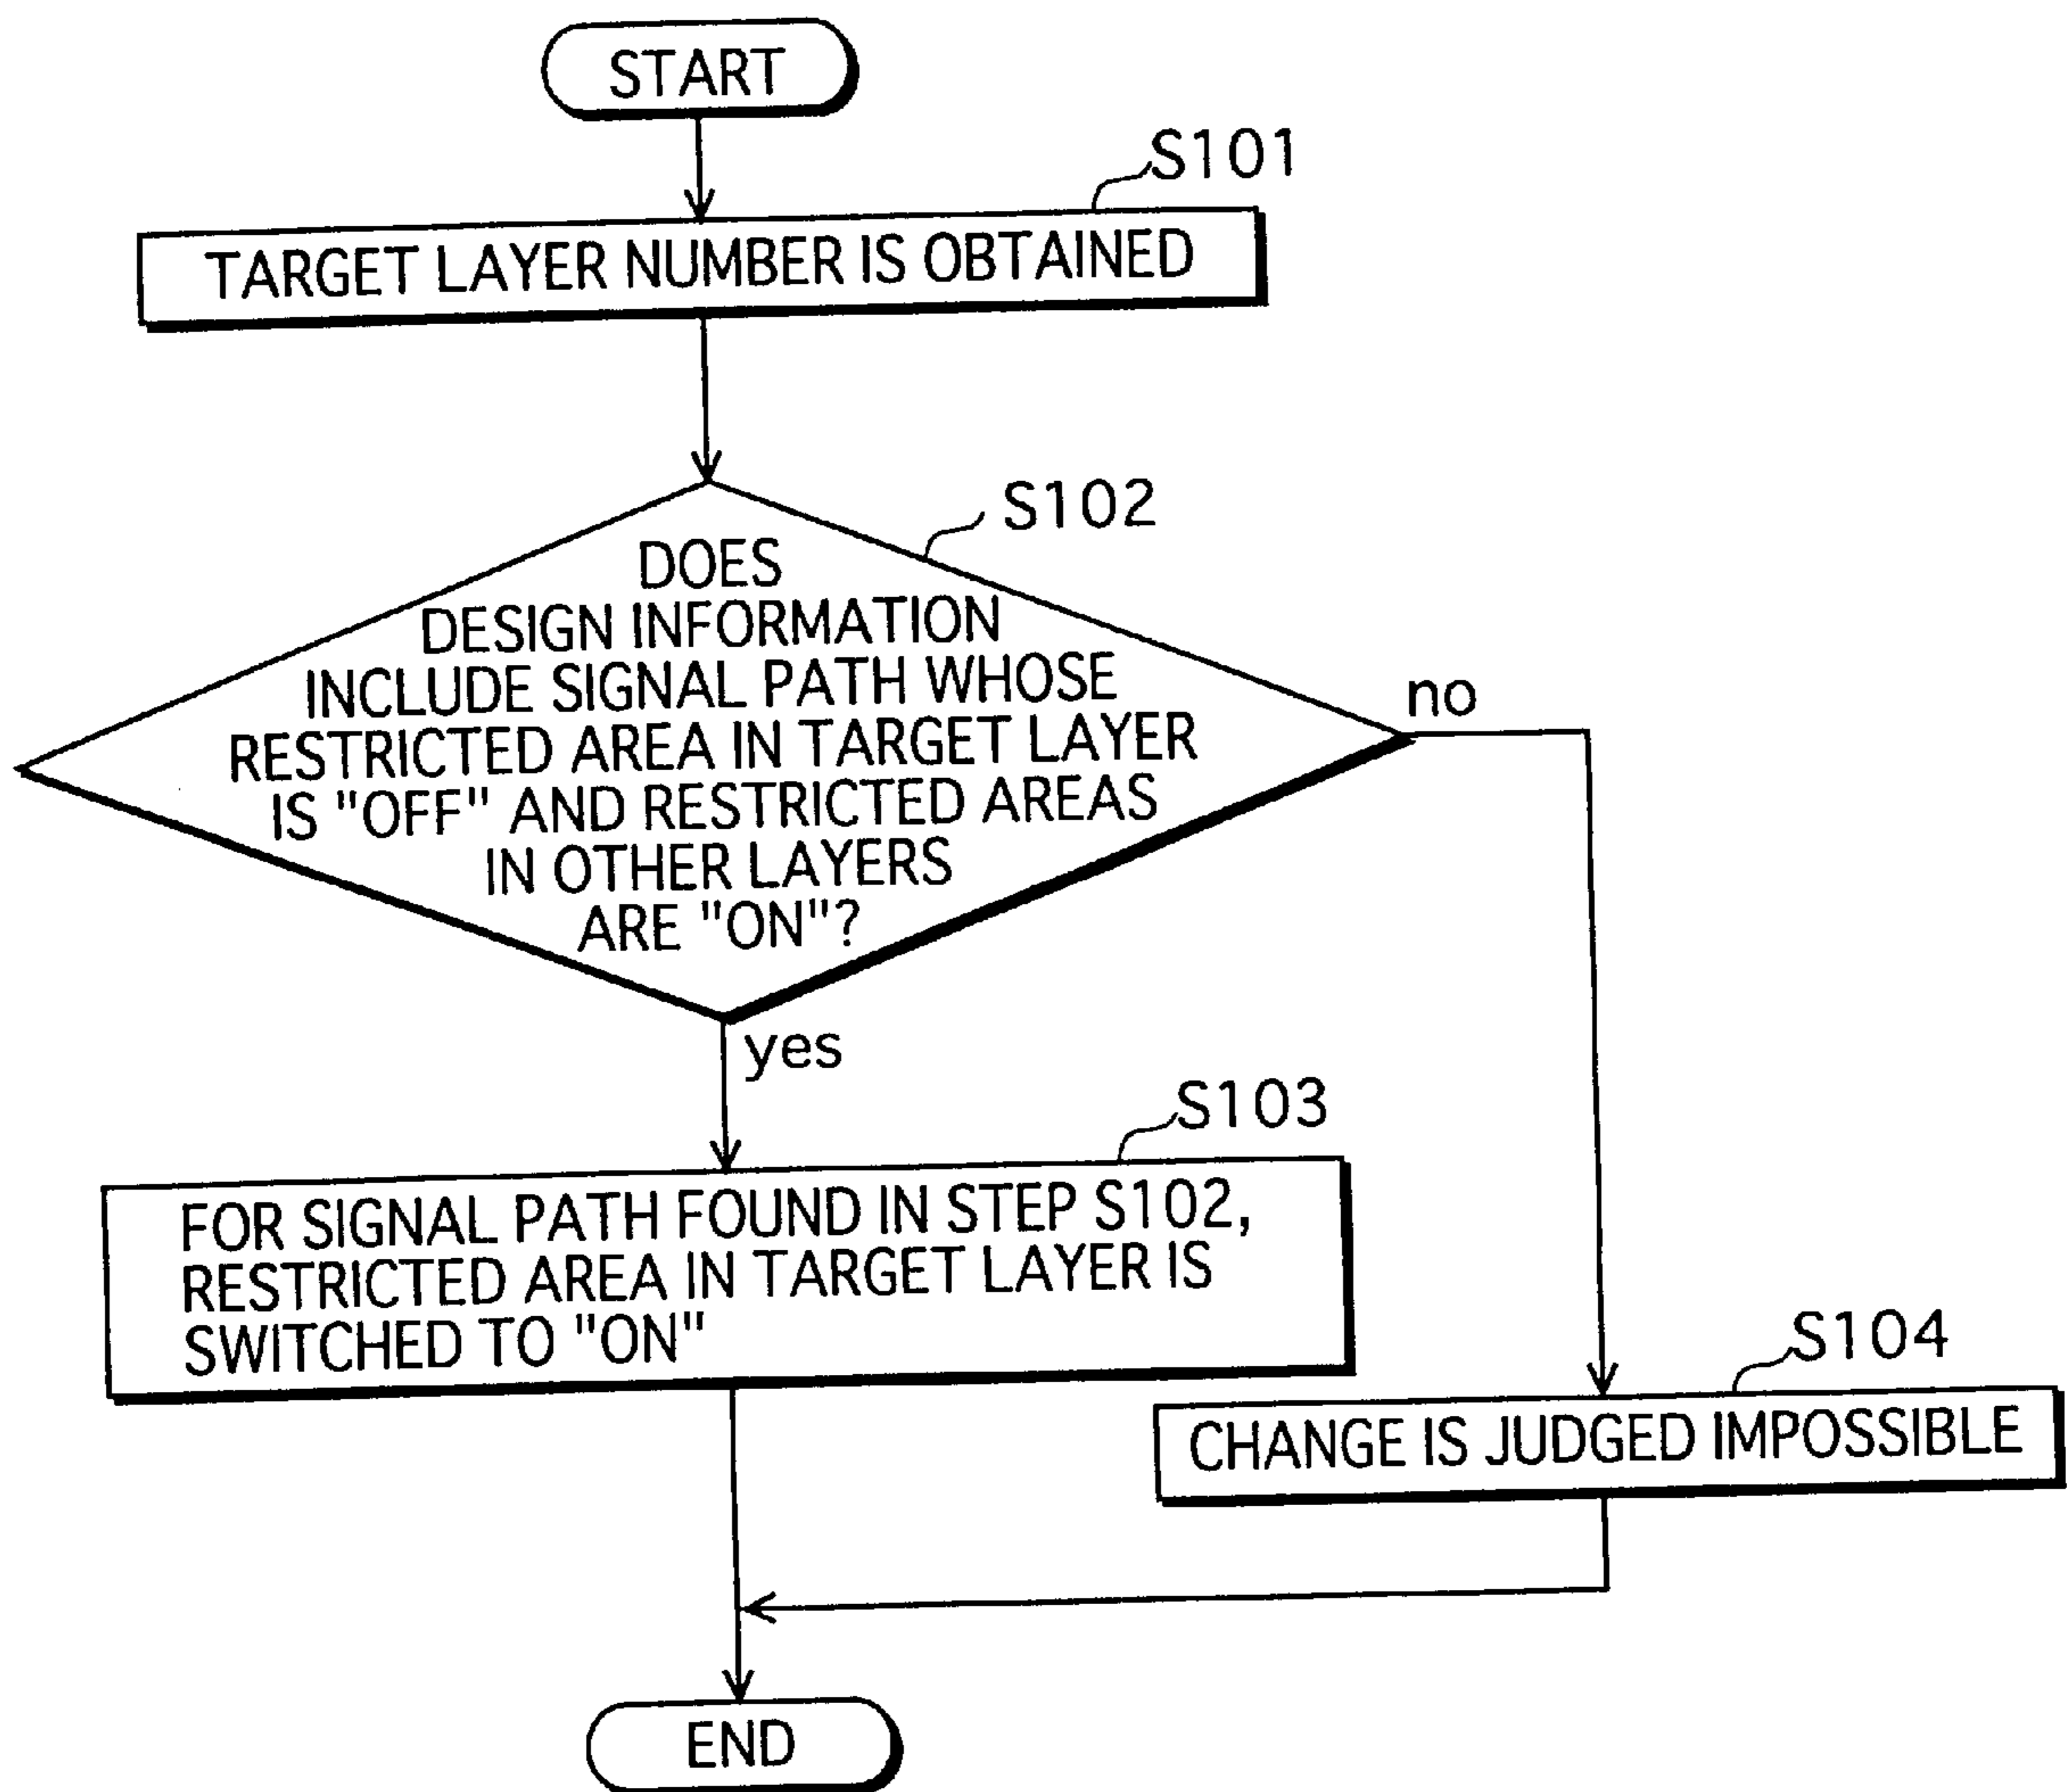 START
S101
TARGET LAYER NUMBER IS OBTAINED
S102
DOES
DESIGN INFORMATION
INCLUDE SIGNAL PATH WHOSE
RESTRICTED AREA IN TARGET LAYER
IS "OFF" AND RESTRICTED AREAS
IN OTHER LAYERS
ARE "ON"?
no
yes
S103
FOR SIGNAL PATH FOUND IN STEP S102,
RESTRICTED AREA IN TARGET LAYER IS
SWITCHED TO "ON"
S104
CHANGE IS JUDGED IMPOSSIBLE
END